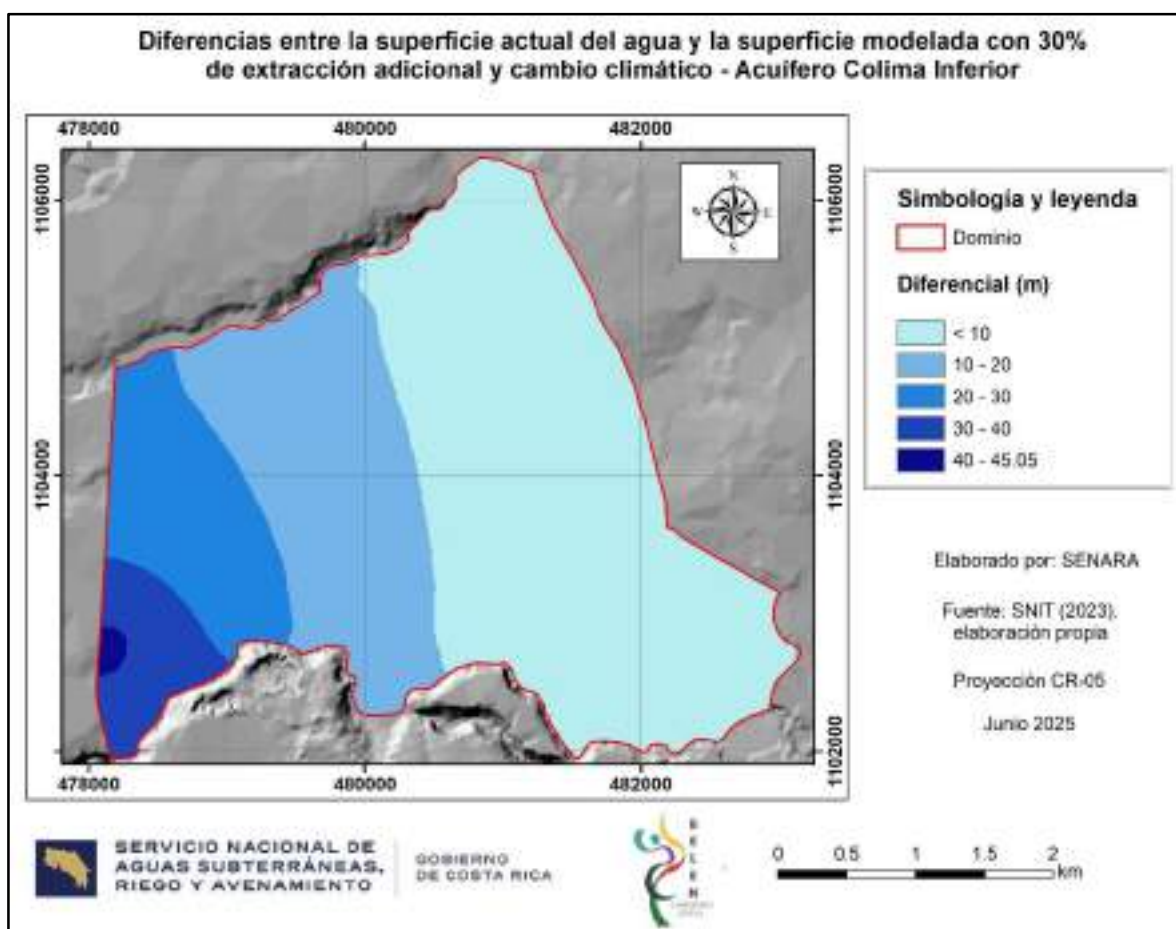 Diferencias entre la superficie actual del agua y la superficie modelada con 30%
de extracción adicional y cambio climático - Acuífero Colima Inferior
478000 480000 482000
1106000 1106000
N
W E
S
1104000 1104000
1102000
478000 480000 482000
Simbología y leyenda
Dominio
Diferencial (m)
< 10
10 - 20
20 - 30
30 - 40
40 - 45.05
Elaborado por: SENARA
Fuente: SNIT (2023),
elaboración propia
Proyección CR-05
Junio 2025
SERVICIO NACIONAL DE
AGUAS SUBTERRÁNEAS,
RIEGO Y AVENAMIENTO
GOBIERNO
DE COSTA RICA
BELEN
0 0.5 1 1.5 2
km